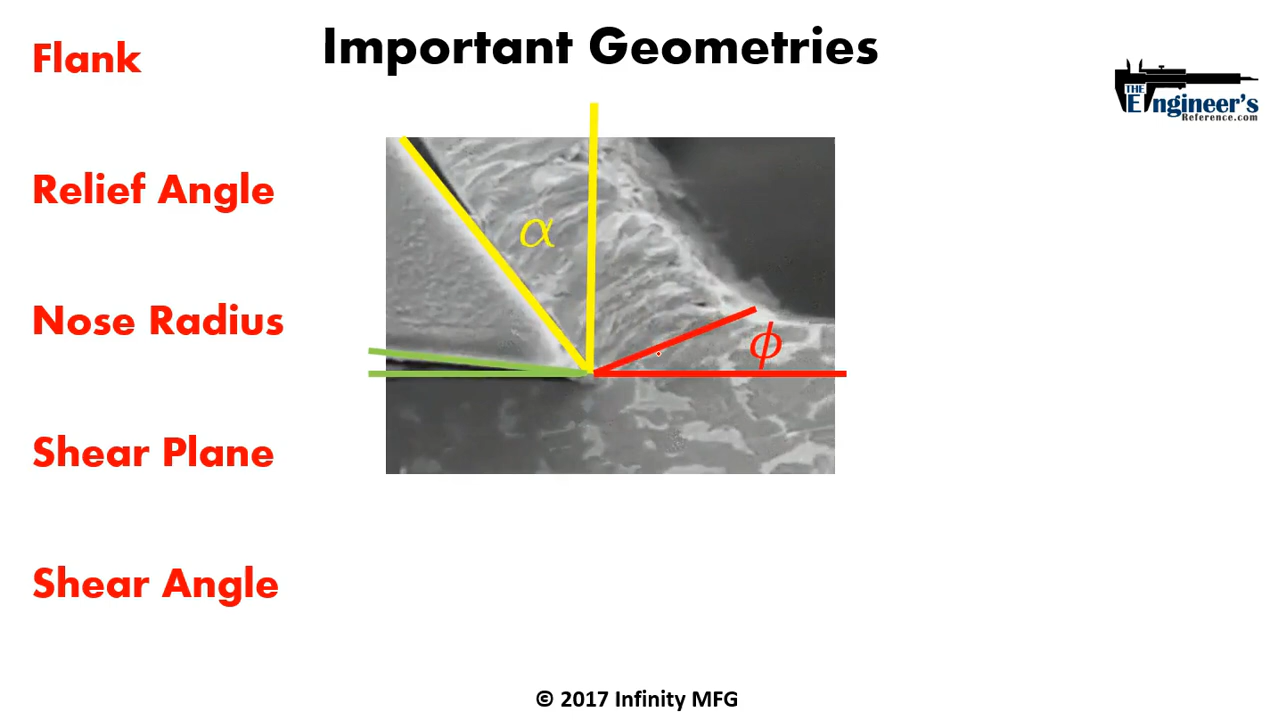 Important Geometries
Flank
Relief Angle
Nose Radius
Shear Plane
Shear Angle
α
ϕ
THE
Engineer's
Reference.com
© 2017 Infinity MFG